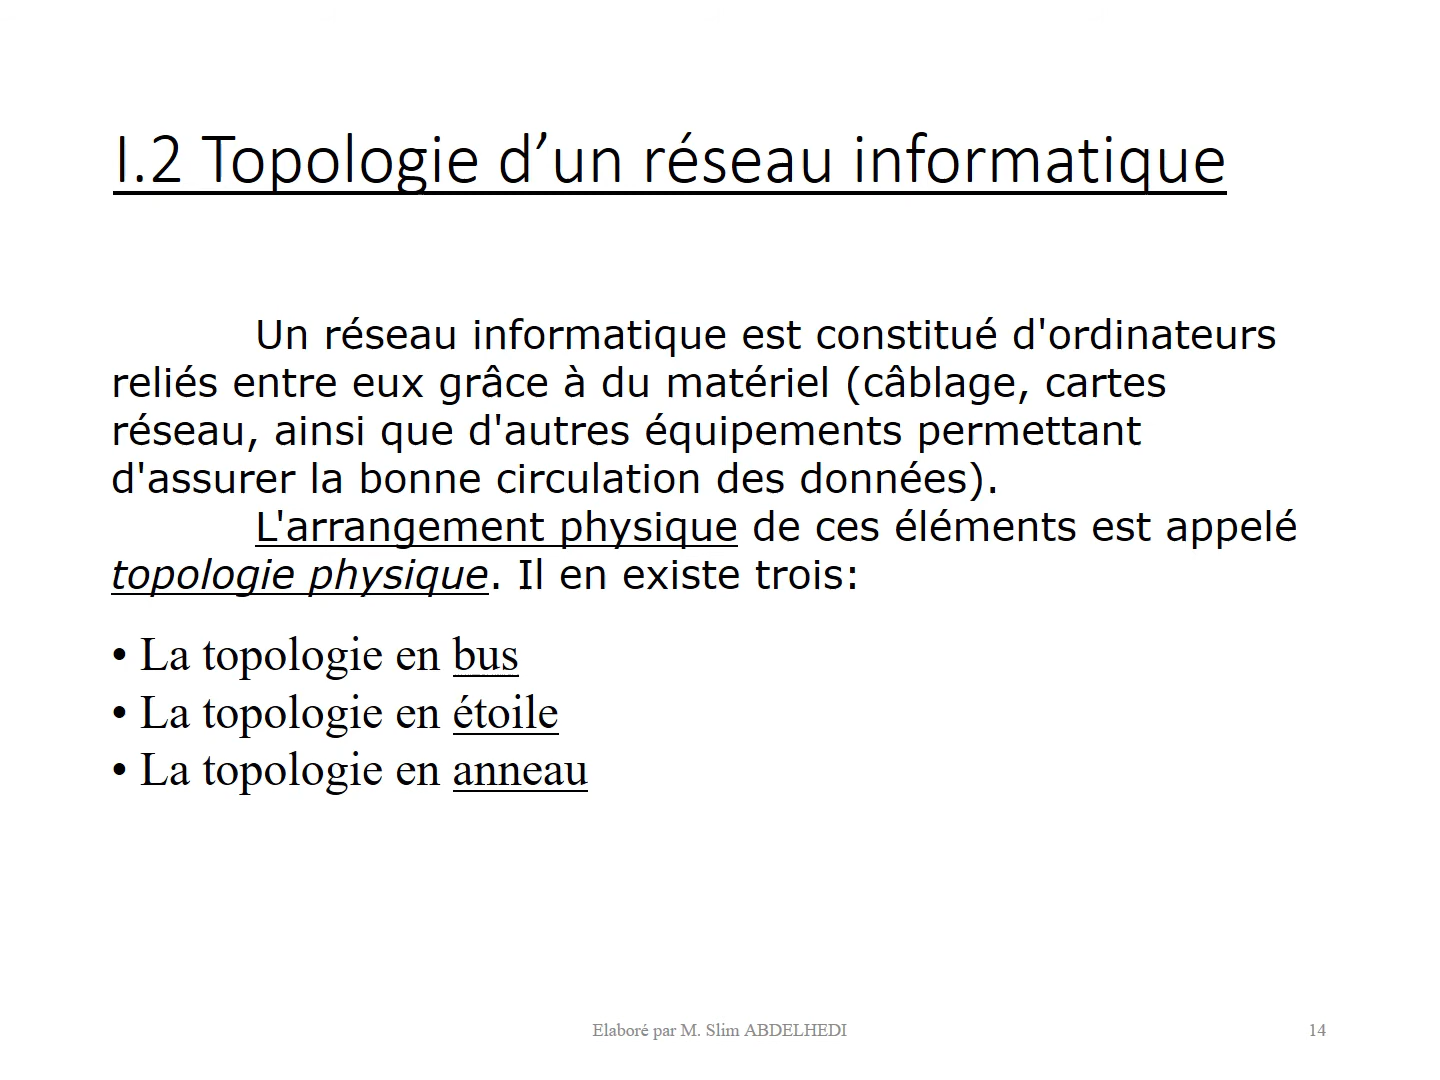 I.2 Topologie d’un réseau informatique
Un réseau informatique est constitué d'ordinateurs
reliés entre eux grâce à du matériel (câblage, cartes
réseau, ainsi que d'autres équipements permettant
d'assurer la bonne circulation des données).
L'arrangement physique de ces éléments est appelé
topologie physique. Il en existe trois:
• La topologie en bus
• La topologie en étoile
• La topologie en anneau
Elaboré par M. Slim ABDELHEDI
14